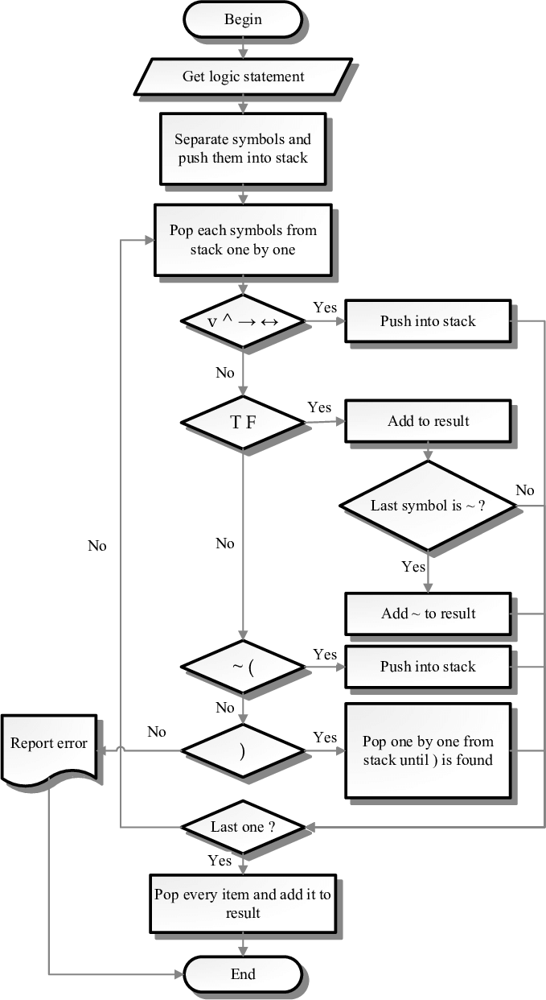 Begin
Get logic statement
Separate symbols and
push them into stack
Pop each symbols from
stack one by one
v ^ → ↔
Yes
Push into stack
No
T F
Yes
Add to result
Last symbol is ~ ?
No
No
No
Yes
Add ~ to result
~ (
Yes
Push into stack
No
Report error
No
)
Yes
Pop one by one from
stack until ) is found
Last one ?
Yes
Pop every item and add it to
result
End